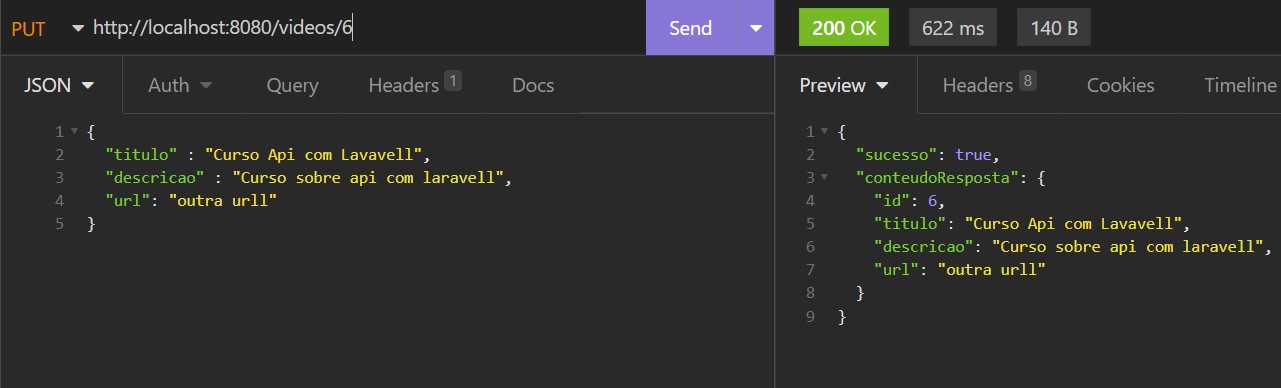 PUT http://localhost:8080/videos/6 Send 200 OK 622 ms 140 B
JSON Auth Query Headers 1 Docs
1 {
2 "titulo" : "Curso Api com Lavavell",
3 "descricao" : "Curso sobre api com laravell",
4 "url": "outra urll"
5 }
Preview Headers 8 Cookies Timeline
1 {
2 "sucesso": true,
3 "conteudoResposta": {
4 "id": 6,
5 "titulo": "Curso Api com Lavavell",
6 "descricao": "Curso sobre api com laravell",
7 "url": "outra urll"
8 }
9 }